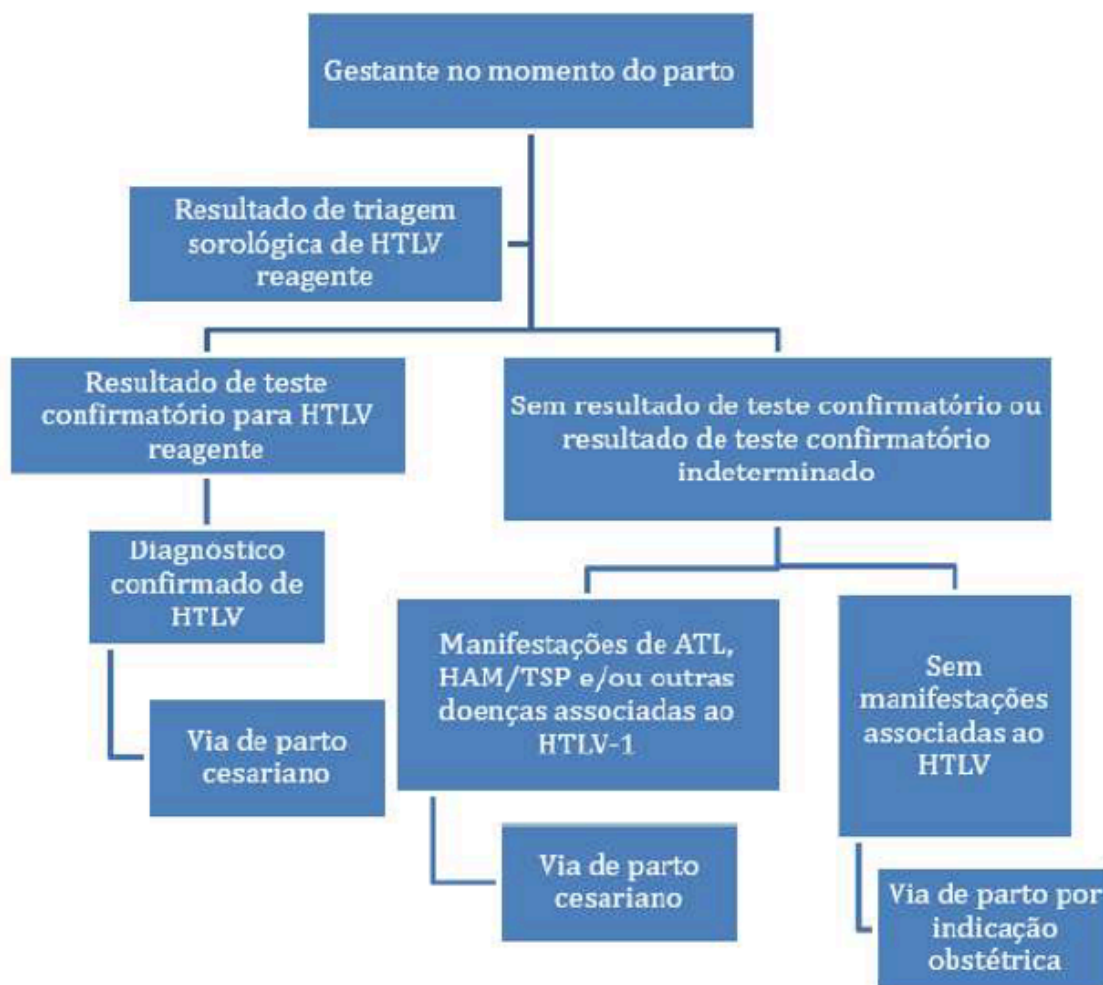 Gestante no momento do parto
Resultado de triagem
sorológica de HTLV
reagente
Resultado de teste
confirmatório para HTLV
reagente
Sem resultado de teste confirmatório ou
resultado de teste confirmatório
indeterminado
Diagnóstico
confirmado de
HTLV
Manifestações de ATL,
HAM/TSP e/ou outras
doenças associadas ao
HTLV-1
Sem
manifestações
associadas ao
HTLV
Via de parto
cesariano
Via de parto
cesariano
Via de parto por
indicação
obstétrica